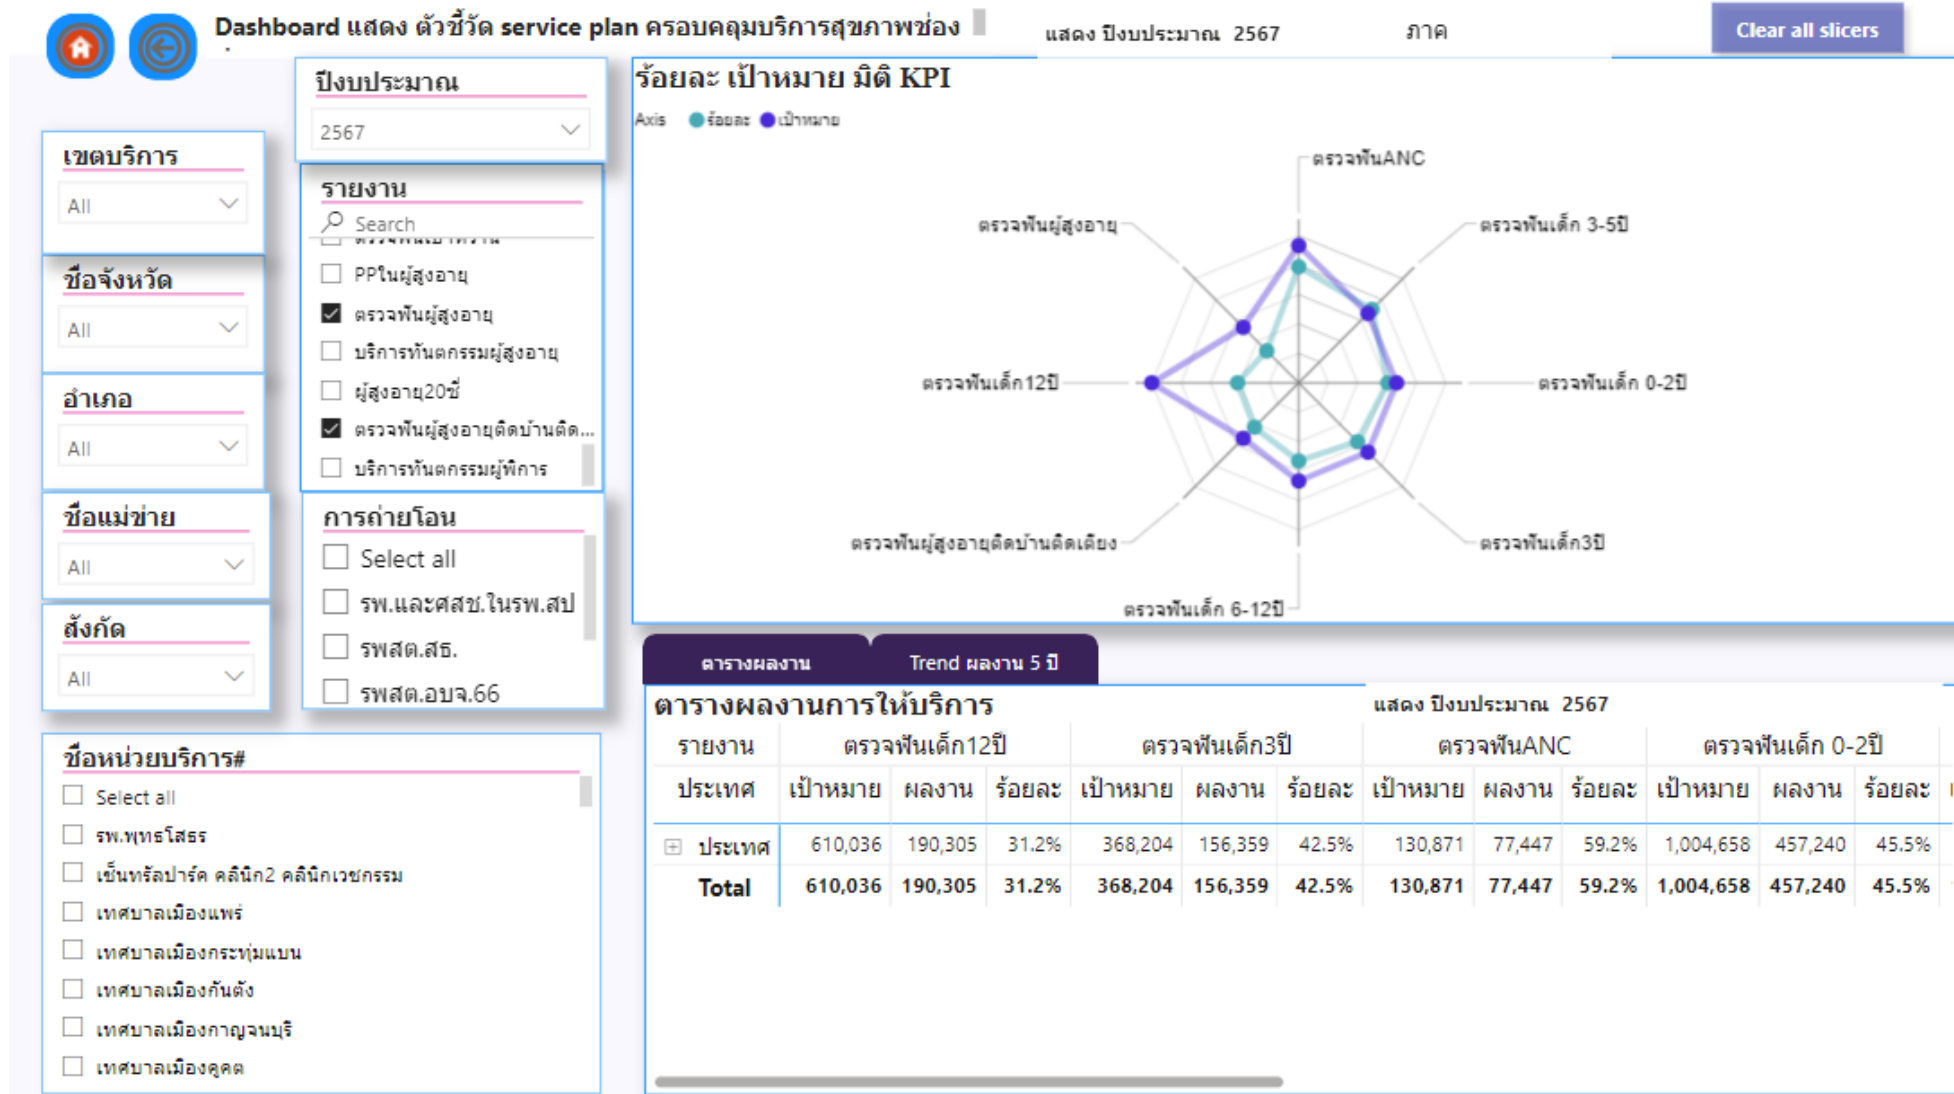 Dashboard แสดง ตัวชี้วัด service plan ครอบคลุมบริการสุขภาพช่อง
แสดง ปีงบประมาณ 2567
ภาค
Clear all slicers
ปีงบประมาณ
2567
เขตบริการ
All
ชื่อจังหวัด
All
อำเภอ
All
ชื่อแม่ข่าย
All
สังกัด
All
รายงาน
Search
PPในผู้สูงอายุ
ตรวจฟันผู้สูงอายุ
บริการทันตกรรมผู้สูงอายุ
ผู้สูงอายุ20ซี่
ตรวจฟันผู้สูงอายุติดบ้านติด...
บริการทันตกรรมผู้พิการ
การถ่ายโอน
Select all
รพ.และศสช.ในรพ.สป
รพสต.สธ.
รพสต.อบจ.66
ชื่อหน่วยบริการ#
Select all
รพ.พุทธโสธร
เซ็นทรัลปาร์ค คลินิก2 คลินิกเวชกรรม
เทศบาลเมืองแพร่
เทศบาลเมืองกระทุ่มแบน
เทศบาลเมืองกันตัง
เทศบาลเมืองกาญจนบุรี
เทศบาลเมืองคูคต
ร้อยละ เป้าหมาย มิติ KPI
Axis ร้อยละ เป้าหมาย
ตรวจฟันANC
ตรวจฟันเด็ก 3-5ปี
ตรวจฟันเด็ก 0-2ปี
ตรวจฟันเด็ก3ปี
ตรวจฟันเด็ก 6-12ปี
ตรวจฟันผู้สูงอายุติดบ้านติดเตียง
ตรวจฟันเด็ก12ปี
ตรวจฟันผู้สูงอายุ
ตารางผลงาน Trend ผลงาน 5 ปี
ตารางผลงานการให้บริการ
แสดง ปีงบประมาณ 2567
รายงาน ตรวจฟันเด็ก12ปี ตรวจฟันเด็ก3ปี ตรวจฟันANC ตรวจฟันเด็ก 0-2ปี
ประเทศ เป้าหมาย ผลงาน ร้อยละ เป้าหมาย ผลงาน ร้อยละ เป้าหมาย ผลงาน ร้อยละ เป้าหมาย ผลงาน ร้อยละ
ประเทศ 610,036 190,305 31.2% 368,204 156,359 42.5% 130,871 77,447 59.2% 1,004,658 457,240 45.5%
Total 610,036 190,305 31.2% 368,204 156,359 42.5% 130,871 77,447 59.2% 1,004,658 457,240 45.5%